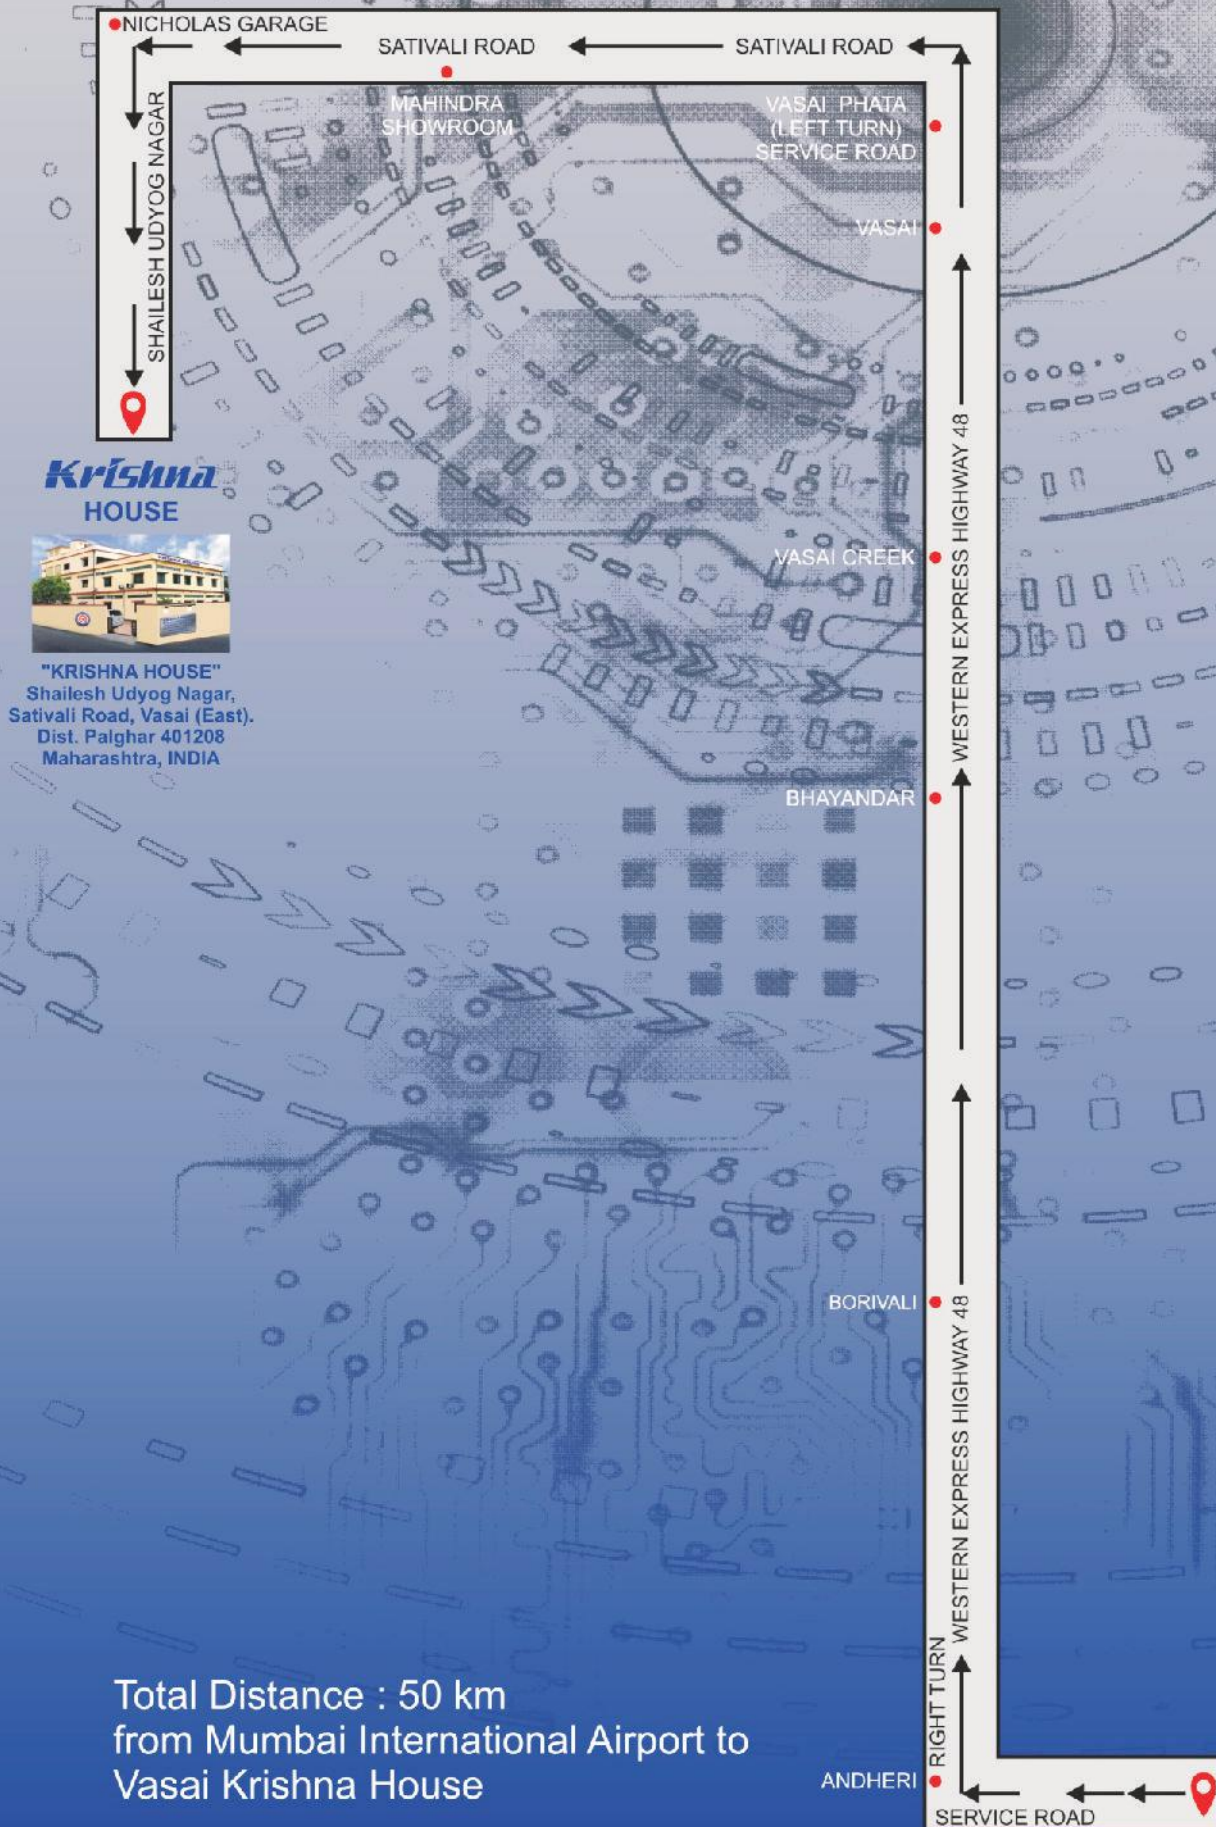 NICHOLAS GARAGE
SATIVALI ROAD
SATIVALI ROAD
MAHINDRA
SHOWROOM
VASAI PHATA
(LEFT TURN)
SERVICE ROAD
SHAILESH UDYOG NAGAR
VASAI
Krishna
HOUSE
WESTERN EXPRESS HIGHWAY 48
VASAI CREEK
"KRISHNA HOUSE"
Shailesh Udyog Nagar,
Sativali Road, Vasai (East).
Dist. Palghar 401208
Maharashtra, INDIA
BHAYANDAR
BORIVALI
WESTERN EXPRESS HIGHWAY 48
RIGHT TURN
Total Distance : 50 km
from Mumbai International Airport to
Vasai Krishna House
ANDHERI
SERVICE ROAD